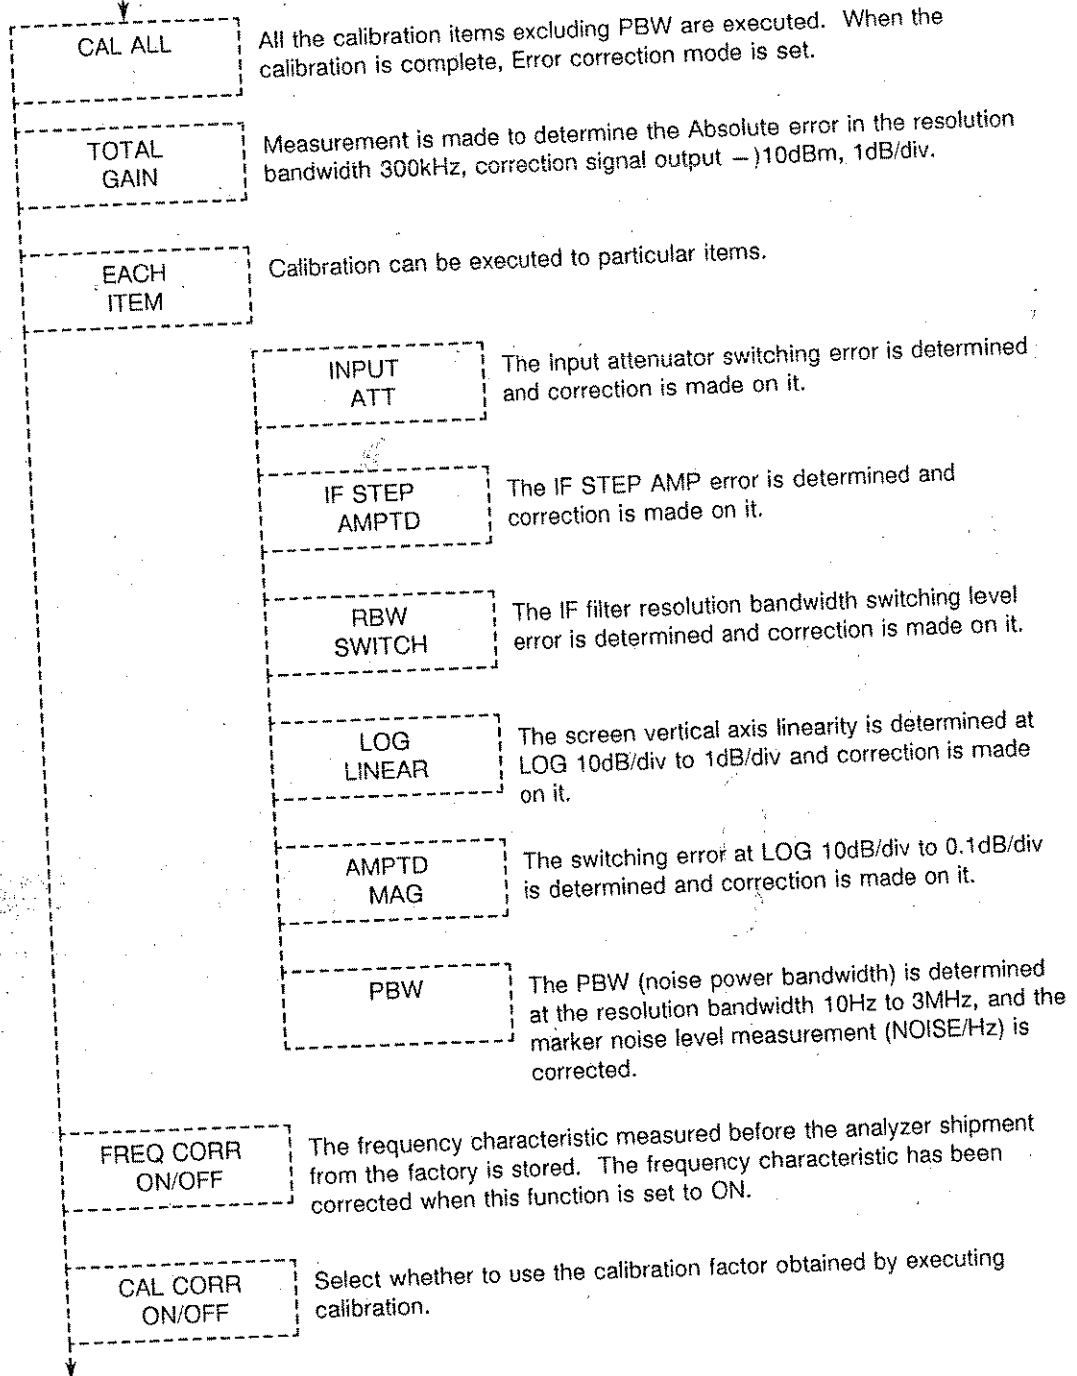 CAL ALL
All the calibration items excluding PBW are executed. When the
calibration is complete, Error correction mode is set.
TOTAL
GAIN
Measurement is made to determine the Absolute error in the resolution
bandwidth 300kHz, correction signal output –)10dBm, 1dB/div.
EACH
ITEM
Calibration can be executed to particular items.
INPUT
ATT
The input attenuator switching error is determined
and correction is made on it.
IF STEP
AMPTD
The IF STEP AMP error is determined and
correction is made on it.
RBW
SWITCH
The IF filter resolution bandwidth switching level
error is determined and correction is made on it.
LOG
LINEAR
The screen vertical axis linearity is determined at
LOG 10dB/div to 1dB/div and correction is made
on it.
AMPTD
MAG
The switching error at LOG 10dB/div to 0.1dB/div
is determined and correction is made on it.
PBW
The PBW (noise power bandwidth) is determined
at the resolution bandwidth 10Hz to 3MHz, and the
marker noise level measurement (NOISE/Hz) is
corrected.
FREQ CORR
ON/OFF
The frequency characteristic measured before the analyzer shipment
from the factory is stored. The frequency characteristic has been
corrected when this function is set to ON.
CAL CORR
ON/OFF
Select whether to use the calibration factor obtained by executing
calibration.